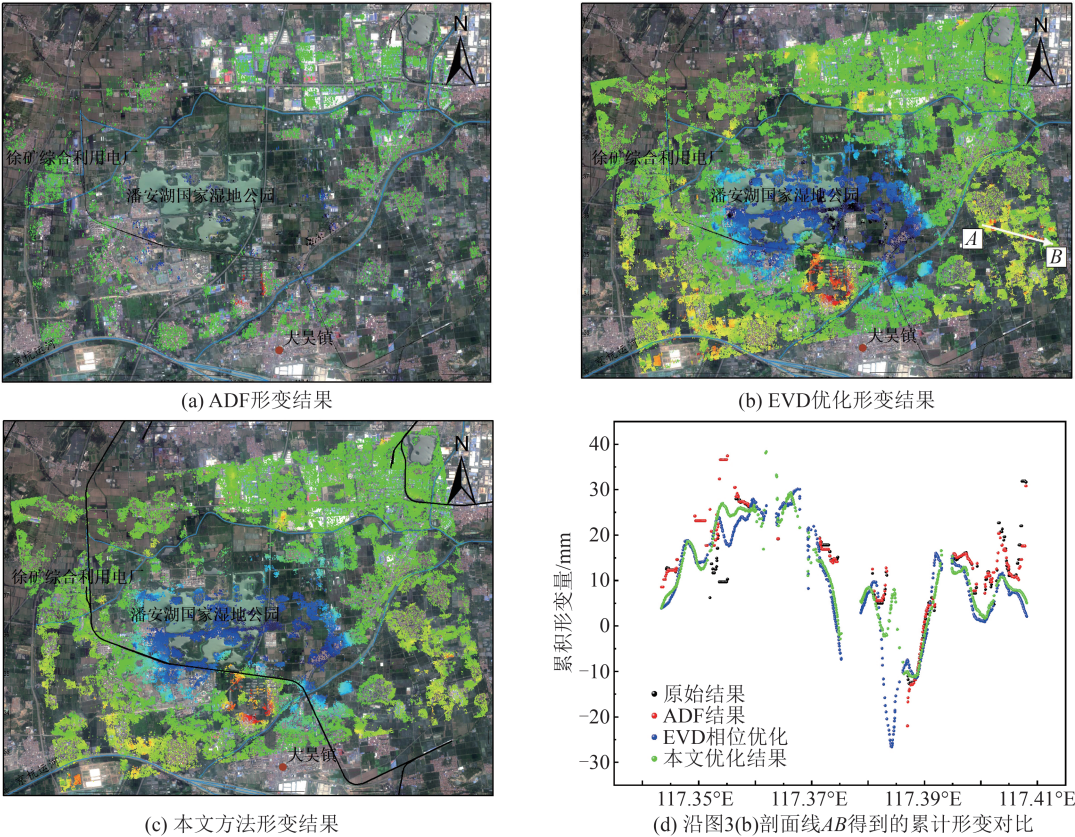 N
徐矿综合利用电厂
潘安湖国家湿地公园
大吴镇
(a) ADF形变结果
N
徐矿综合利用电厂
潘安湖国家湿地公园
A
B
大吴镇
(b) EVD优化形变结果
N
徐矿综合利用电厂
潘安湖国家湿地公园
大吴镇
(c) 本文方法形变结果
累积形变量/mm
40
30
20
10
0
−10
−20
−30
原始结果
ADF结果
EVD相位优化
本文优化结果
117.35°E 117.37°E 117.39°E 117.41°E
(d) 沿图3(b)剖面线AB得到的累计形变对比